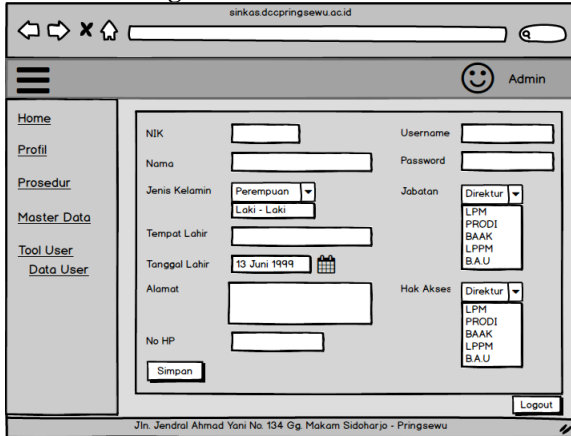 sinkas.dccpringsewu.ac.id
Admin
Home
Profil
Prosedur
Master Data
Tool User
Data User
NIK
Nama
Jenis Kelamin
Perempuan
Laki - Laki
Tempat Lahir
Tanggal Lahir
13 Juni 1999
Alamat
No HP
Simpan
Username
Password
Jabatan
Direktur
LPM
PRODI
BAAK
LPPM
B.A.U
Hak Akses
Direktur
LPM
PRODI
BAAK
LPPM
B.A.U
Logout
Jln. Jendral Ahmad Yani No. 134 Gg. Makam Sidoharjo - Pringsewu